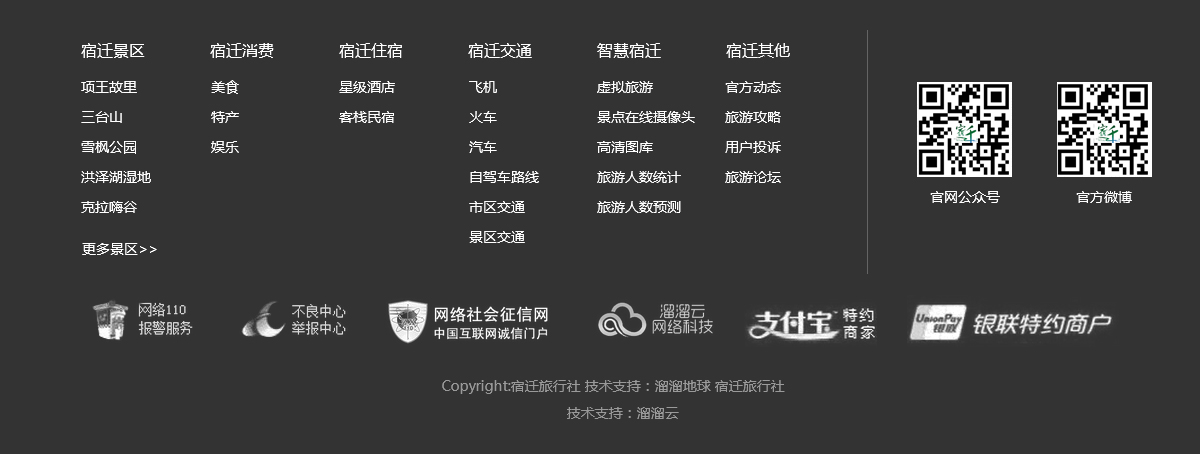 宿迁景区
项王故里
三台山
雪枫公园
洪泽湖湿地
克拉嗨谷
更多景区>>
宿迁消费
美食
特产
娱乐
宿迁住宿
星级酒店
客栈民宿
宿迁交通
飞机
火车
汽车
自驾车路线
市区交通
景区交通
智慧宿迁
虚拟旅游
景点在线摄像头
高清图库
旅游人数统计
旅游人数预测
宿迁其他
官方动态
旅游攻略
用户投诉
旅游论坛
官网公众号
官方微博
网络110
报警服务
不良中心
举报中心
网络社会征信网
中国互联网诚信门户
溜溜云
网络科技
支付宝
特约
商家
UnionPay
银联
银联特约商户
Copyright:宿迁旅行社 技术支持：溜溜地球 宿迁旅行社
技术支持：溜溜云